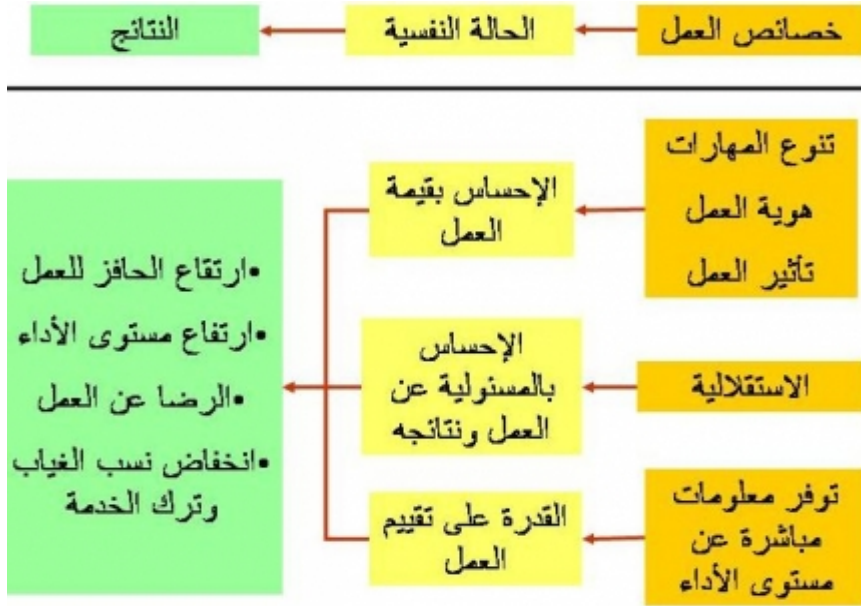 خصائص العمل
الحالة النفسية
النتائج
تنوع المهارات
هوية العمل
تأثير العمل
الإحساس بقيمة
العمل
الاستقلالية
الإحساس
بالمسئولية عن
العمل ونتائجه
توفر معلومات
مباشرة عن
مستوى الأداء
القدرة على تقييم
العمل
•ارتفاع الحافز للعمل
•ارتفاع مستوى الأداء
•الرضا عن العمل
•انخفاض نسب الغياب
وترك الخدمة